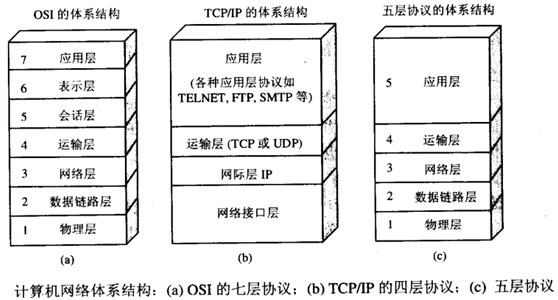 OSI 的体系结构
7 应用层
6 表示层
5 会话层
4 运输层
3 网络层
2 数据链路层
1 物理层
(a)
TCP/IP 的体系结构
应用层
(各种应用层协议如
TELNET, FTP, SMTP 等)
运输层 (TCP 或 UDP)
网际层 IP
网络接口层
(b)
五层协议的体系结构
5 应用层
4 运输层
3 网络层
2 数据链路层
1 物理层
(c)
计算机网络体系结构：(a) OSI 的七层协议；(b) TCP/IP 的四层协议；(c) 五层协议